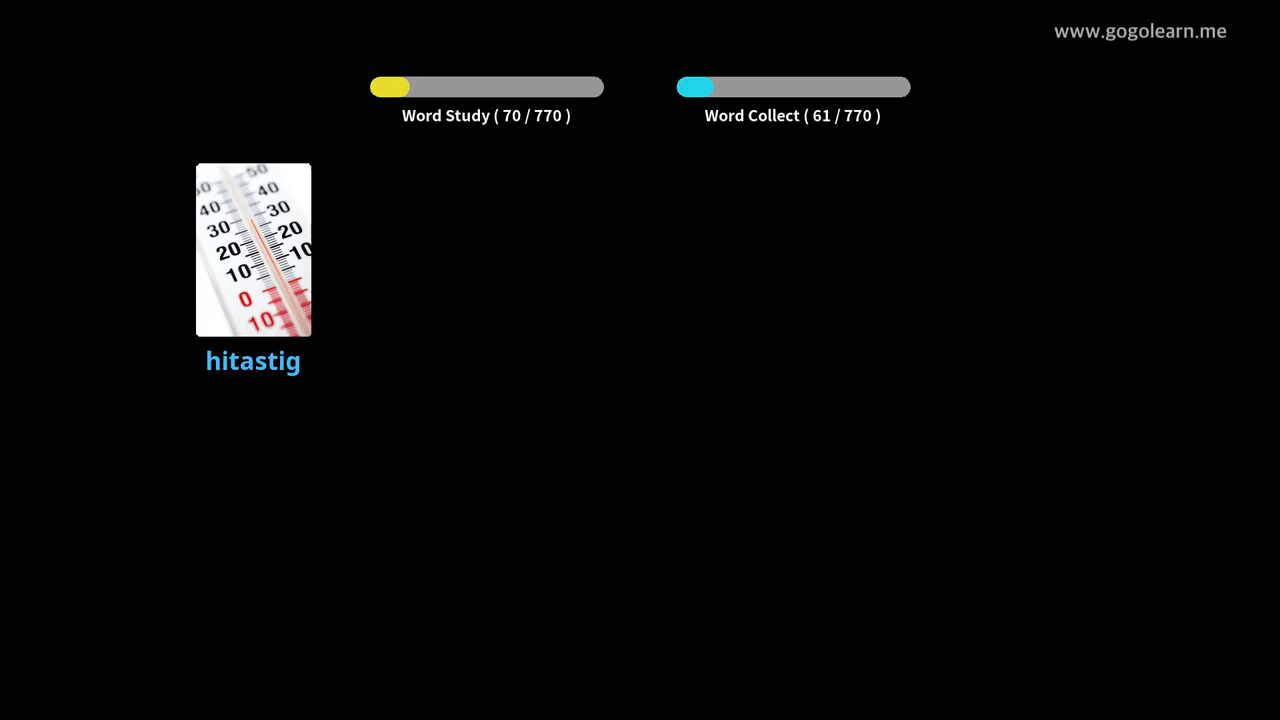 www.gogolearn.me
Word Study ( 70 / 770 )
Word Collect ( 61 / 770 )
50
50 40
40 30
30 20
20 10
10
0
10
hitastig